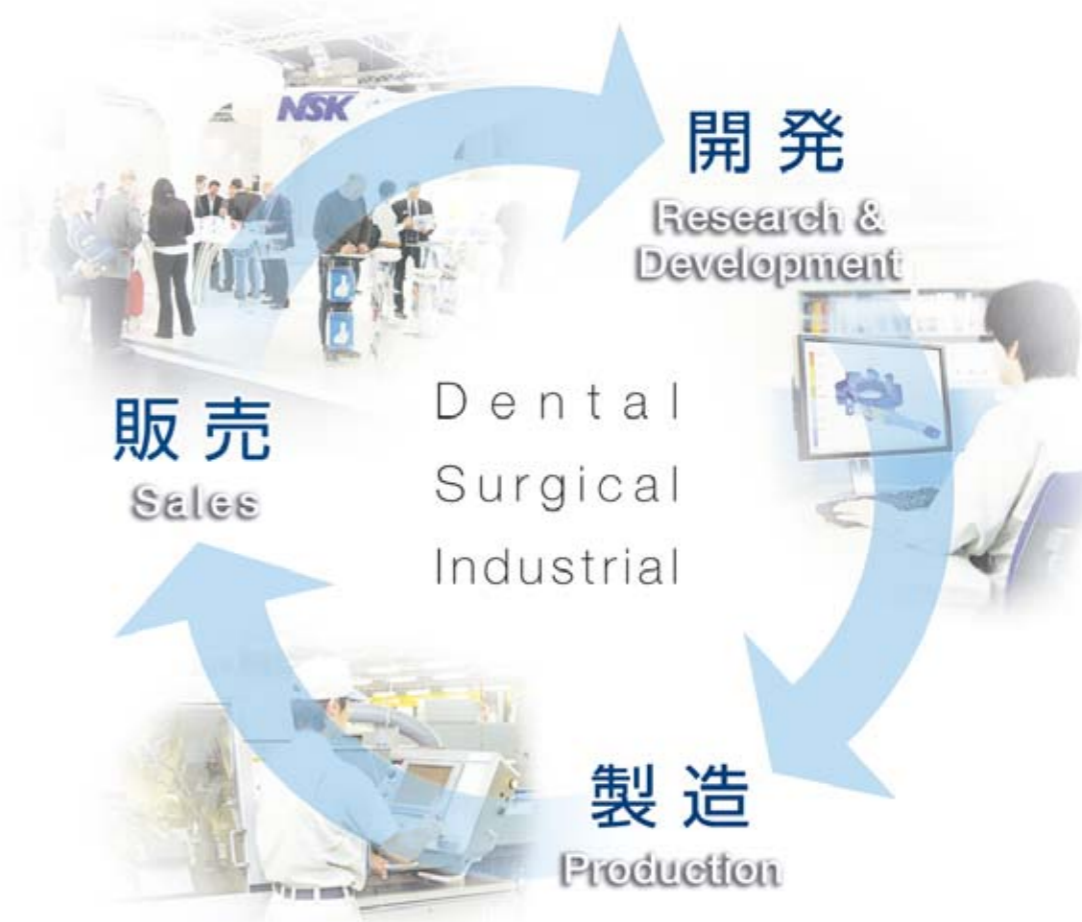 NSK
開発
Research &
Development
販売
Sales
Dental
Surgical
Industrial
製造
Production